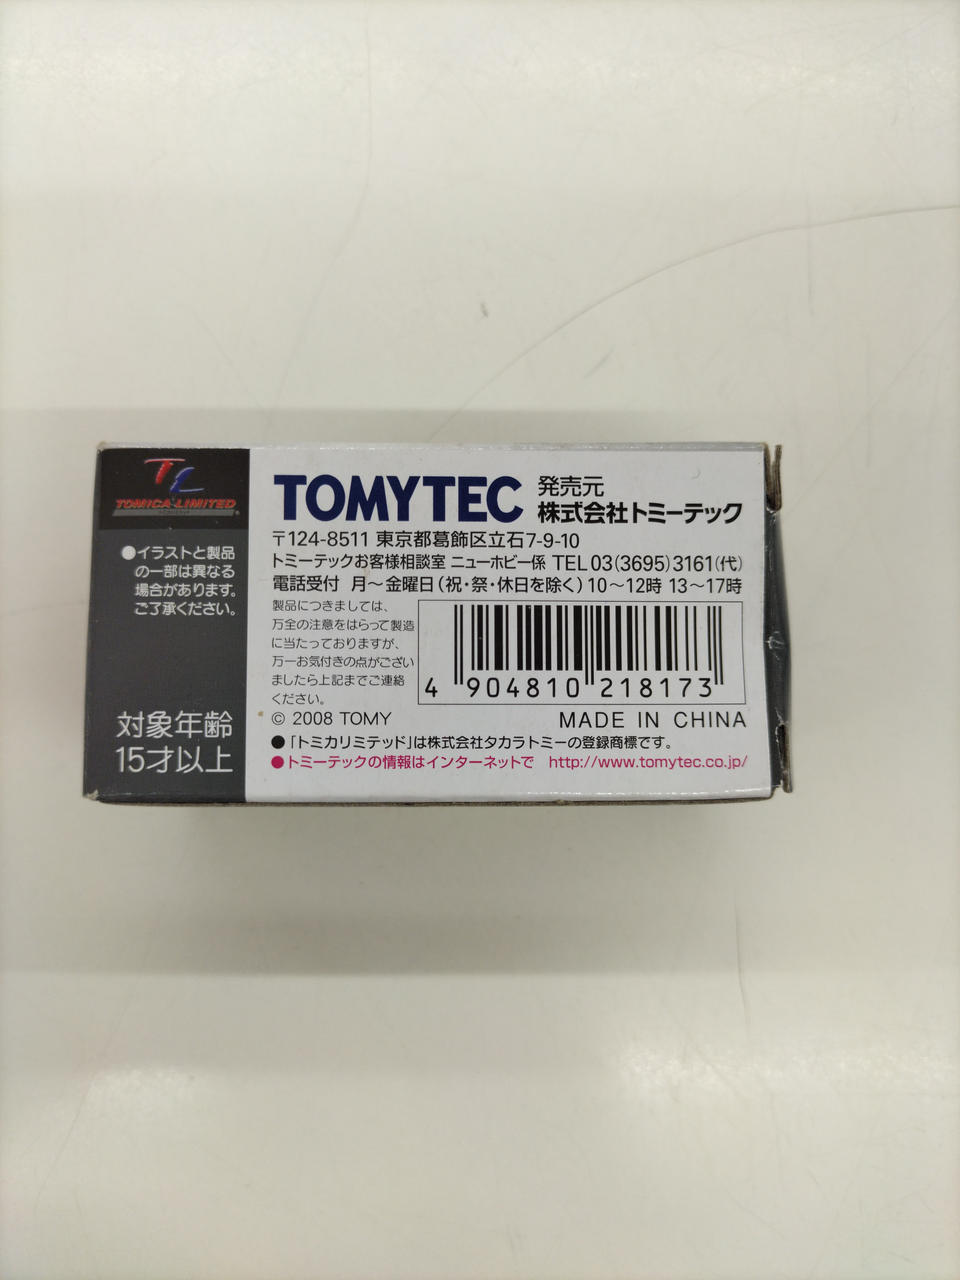 TL
TOMICA LIMITED
●イラストと製品
の一部は異なる
場合があります。
ご了承ください。
対象年齢
15才以上
TOMYTEC 発売元
株式会社トミーテック
〒124-8511 東京都葛飾区立石7-9-10
トミーテックお客様相談室 ニューホビー係 TEL 03(3695)3161(代)
電話受付 月～金曜日(祝・祭・休日を除く)10～12時 13～17時
製品につきましては、
万全の注意をはらって製造
に当たっておりますが、
万一お気付きの点がござい
ましたら上記までご連絡
ください。
4 904810 218173
© 2008 TOMY MADE IN CHINA
●「トミカリミテッド」は株式会社タカラトミーの登録商標です。
●トミーテックの情報はインターネットで http://www.tomytec.co.jp/